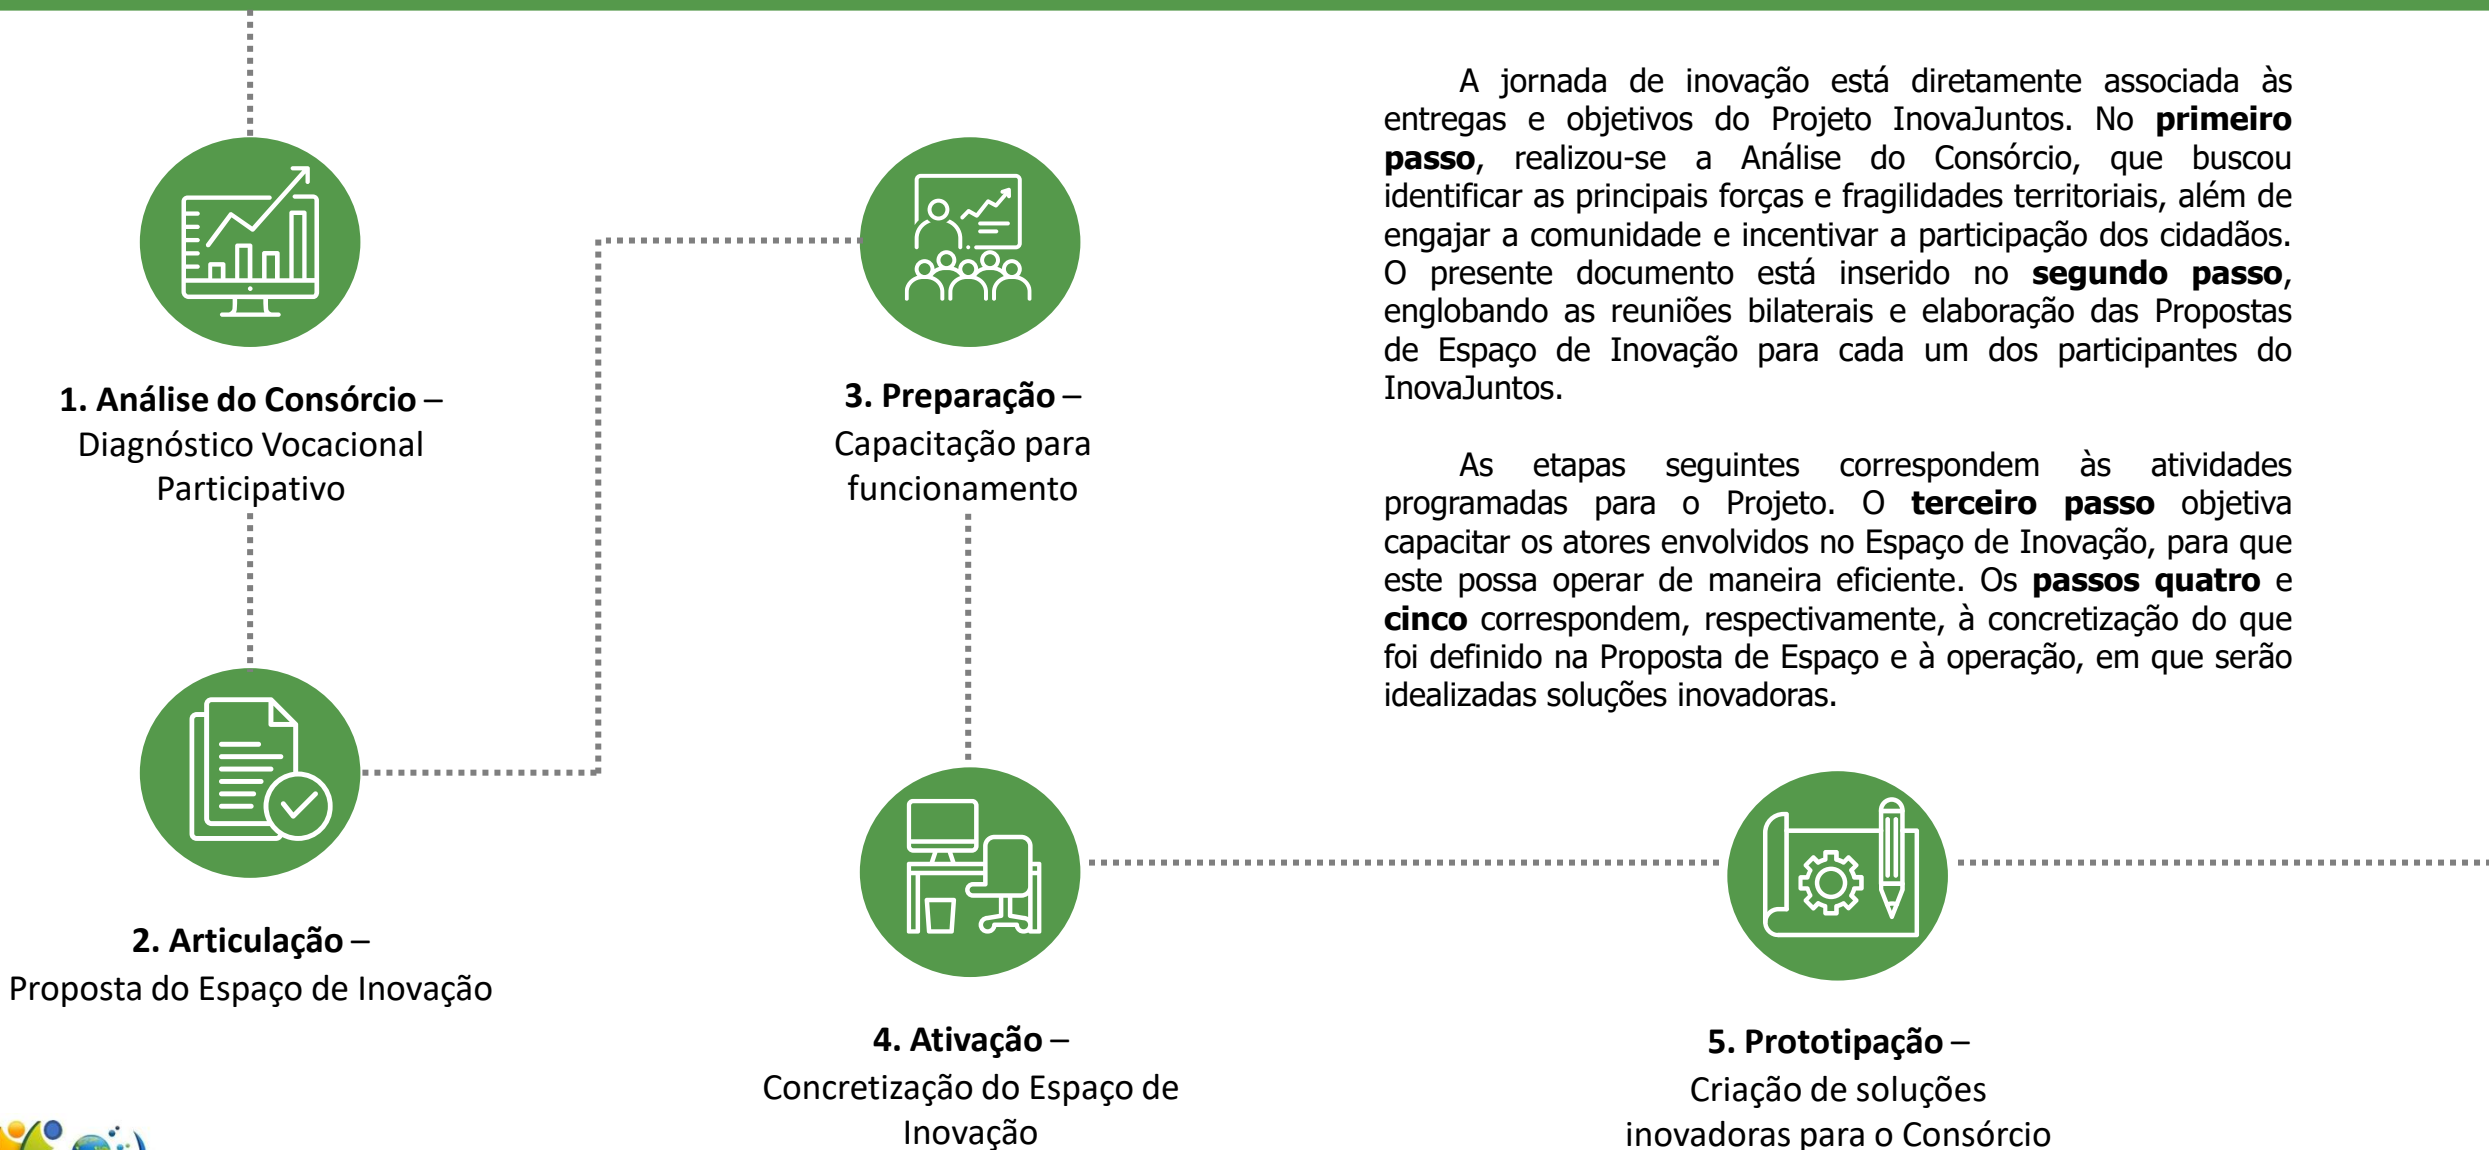 1. Análise do Consórcio –
Diagnóstico Vocacional
Participativo
2. Articulação –
Proposta do Espaço de Inovação
3. Preparação –
Capacitação para
funcionamento
4. Ativação –
Concretização do Espaço de
Inovação
5. Prototipação –
Criação de soluções
inovadoras para o Consórcio
A jornada de inovação está diretamente associada às
entregas e objetivos do Projeto InovaJuntos. No primeiro
passo, realizou-se a Análise do Consórcio, que buscou
identificar as principais forças e fragilidades territoriais, além de
engajar a comunidade e incentivar a participação dos cidadãos.
O presente documento está inserido no segundo passo,
englobando as reuniões bilaterais e elaboração das Propostas
de Espaço de Inovação para cada um dos participantes do
InovaJuntos.
As etapas seguintes correspondem às atividades
programadas para o Projeto. O terceiro passo objetiva
capacitar os atores envolvidos no Espaço de Inovação, para que
este possa operar de maneira eficiente. Os passos quatro e
cinco correspondem, respectivamente, à concretização do que
foi definido na Proposta de Espaço e à operação, em que serão
idealizadas soluções inovadoras.